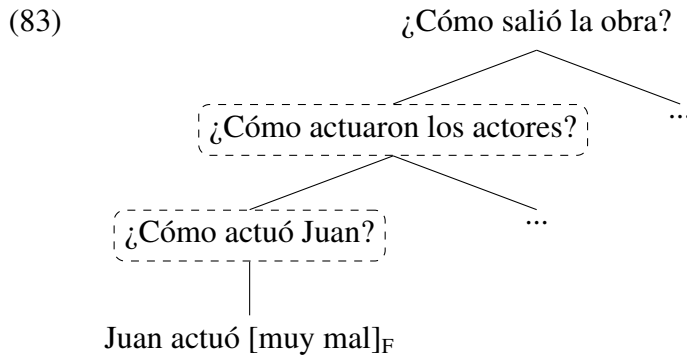 (83) ¿Cómo salió la obra?
¿Cómo actuaron los actores? ...
¿Cómo actuó Juan? ...
Juan actuó [muy mal]F